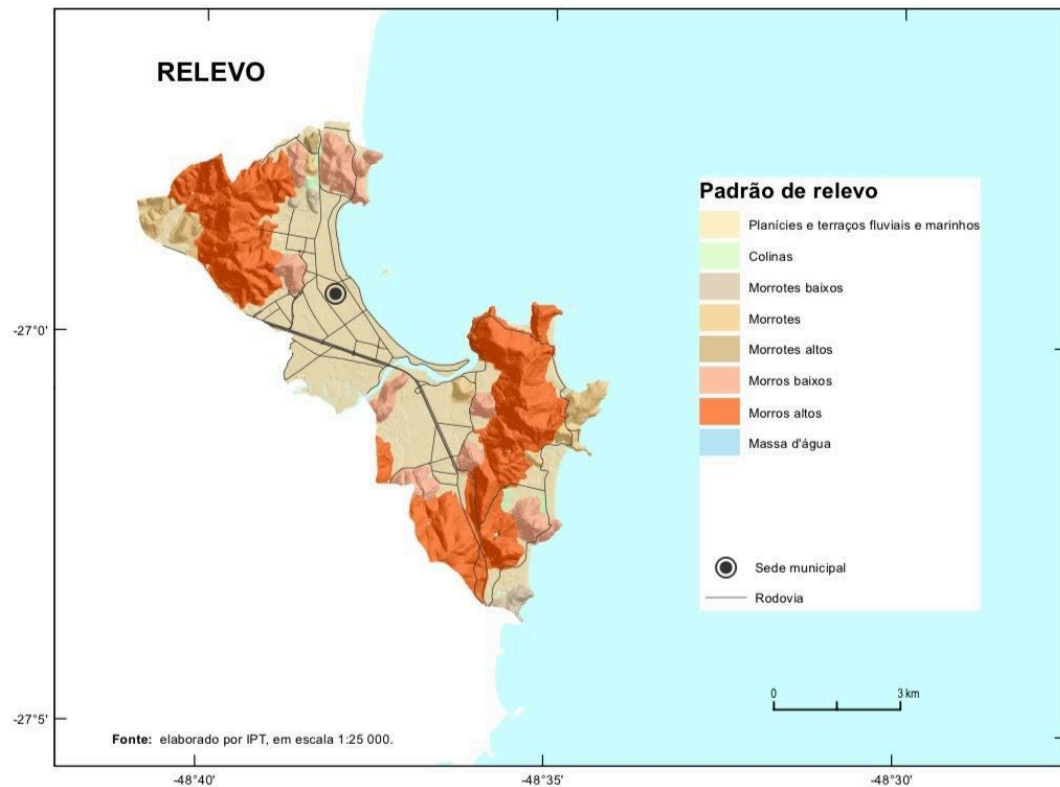 RELEVO
Padrão de relevo
Planícies e terraços fluviais e marinhos
Colinas
Morrotes baixos
Morrotes
Morrotes altos
Morros baixos
Morros altos
Massa d'água
Sede municipal
Rodovia
-27°0'
0 3 km
-27°5'
Fonte: elaborado por IPT, em escala 1:25 000.
-48°40' -48°35' -48°30'